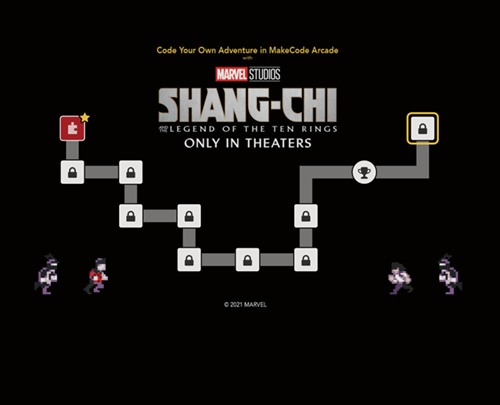 Code Your Own Adventure in MakeCode Arcade
with
MARVEL STUDIOS
SHANG-CHI
AND THE LEGEND OF THE TEN RINGS
ONLY IN THEATERS
© 2021 MARVEL